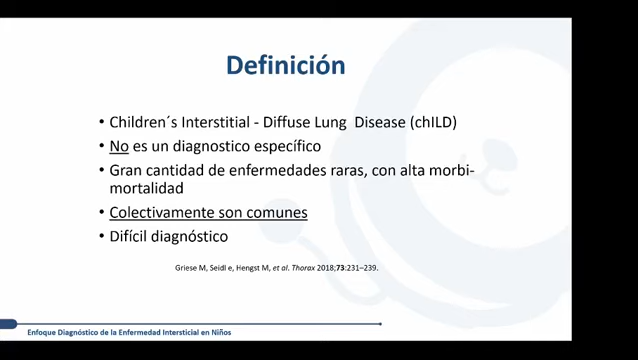 Definición
• Children´s Interstitial - Diffuse Lung Disease (chILD)
• No es un diagnostico específico
• Gran cantidad de enfermedades raras, con alta morbi-
mortalidad
• Colectivamente son comunes
• Difícil diagnóstico
Griese M, Seidl e, Hengst M, et al. Thorax 2018;73:231–239.
Enfoque Diagnóstico de la Enfermedad Intersticial en Niños